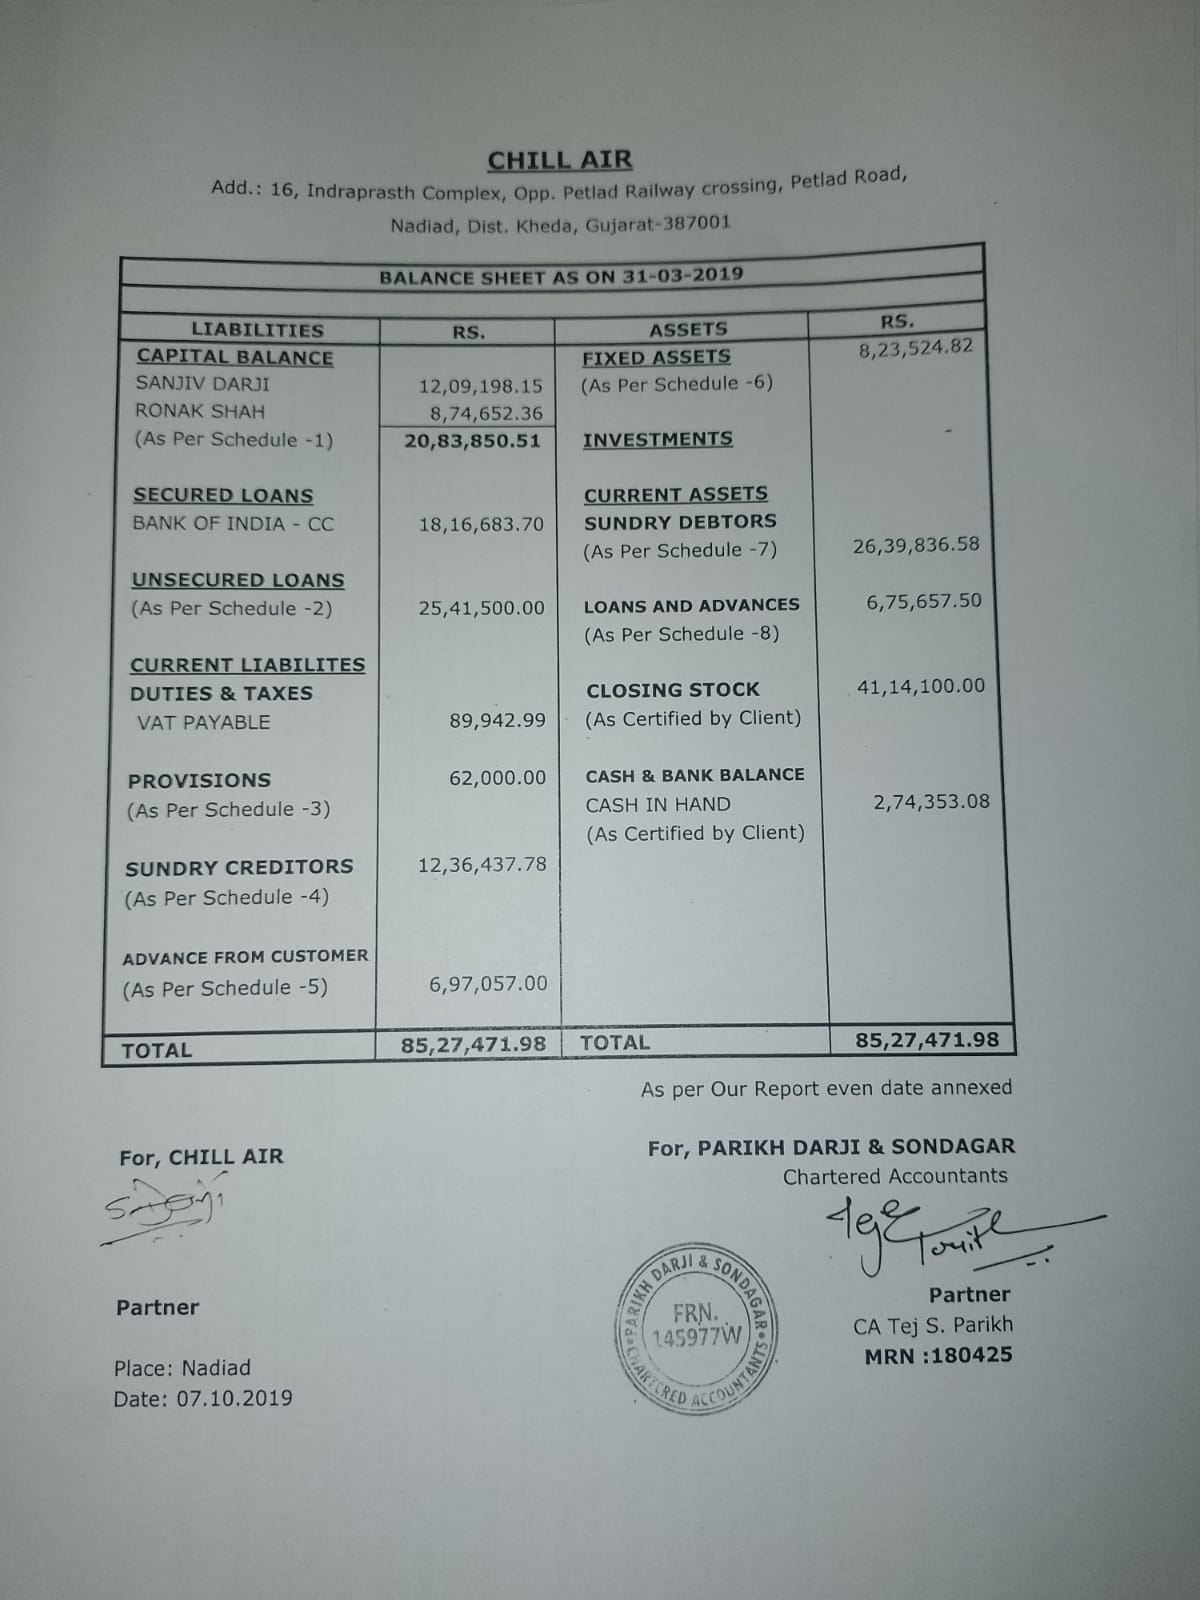 CHILL AIR
Add.: 16, Indraprasth Complex, Opp. Petlad Railway crossing, Petlad Road,
Nadiad, Dist. Kheda, Gujarat-387001
BALANCE SHEET AS ON 31-03-2019
LIABILITIES RS. ASSETS RS.
CAPITAL BALANCE FIXED ASSETS 8,23,524.82
SANJIV DARJI 12,09,198.15 (As Per Schedule -6)
RONAK SHAH 8,74,652.36
(As Per Schedule -1) 20,83,850.51 INVESTMENTS -
SECURED LOANS CURRENT ASSETS
BANK OF INDIA - CC 18,16,683.70 SUNDRY DEBTORS
(As Per Schedule -7) 26,39,836.58
UNSECURED LOANS
(As Per Schedule -2) 25,41,500.00 LOANS AND ADVANCES 6,75,657.50
(As Per Schedule -8)
CURRENT LIABILITES
DUTIES & TAXES CLOSING STOCK 41,14,100.00
VAT PAYABLE 89,942.99 (As Certified by Client)
PROVISIONS 62,000.00 CASH & BANK BALANCE
(As Per Schedule -3) CASH IN HAND 2,74,353.08
(As Certified by Client)
SUNDRY CREDITORS 12,36,437.78
(As Per Schedule -4)
ADVANCE FROM CUSTOMER
(As Per Schedule -5) 6,97,057.00
TOTAL 85,27,471.98 TOTAL 85,27,471.98
As per Our Report even date annexed
For, CHILL AIR For, PARIKH DARJI & SONDAGAR
Chartered Accountants
PARIKH DARJI & SONDAGAR
CHARTERED ACCOUNTANTS
FRN.
145977W
Partner Partner
CA Tej S. Parikh
MRN :180425
Place: Nadiad
Date: 07.10.2019